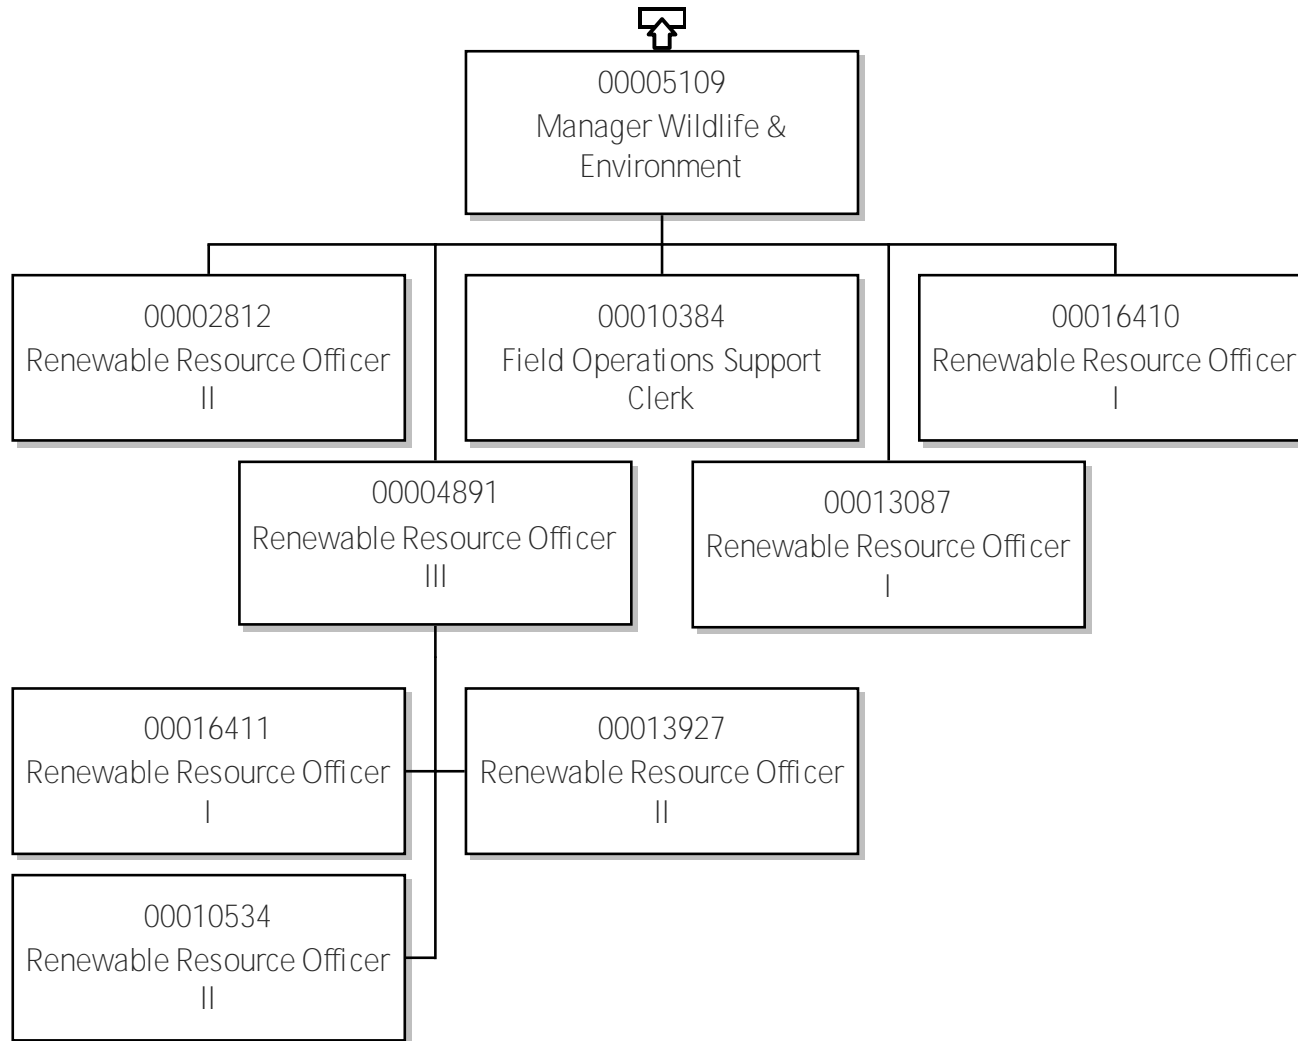 00005109
Manager Wildlife &
Environment
00002812
Renewable Resource Officer
II
00010384
Field Operations Support
Clerk
00016410
Renewable Resource Officer
I
00004891
Renewable Resource Officer
III
00013087
Renewable Resource Officer
I
00016411
Renewable Resource Officer
I
00013927
Renewable Resource Officer
II
00010534
Renewable Resource Officer
II